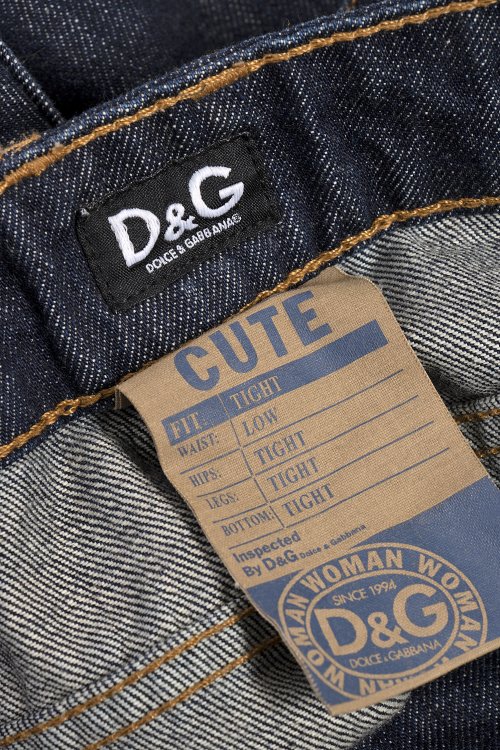 D&G
DOLCE & GABBANA
CUTE
FIT: TIGHT
WAIST: LOW
HIPS: TIGHT
LEGS: TIGHT
BOTTOM: TIGHT
Inspected
By D&G Dolce & Gabbana
WOMAN WOMAN WOMAN
SINCE 1994
D&G
DOLCE & GABBANA